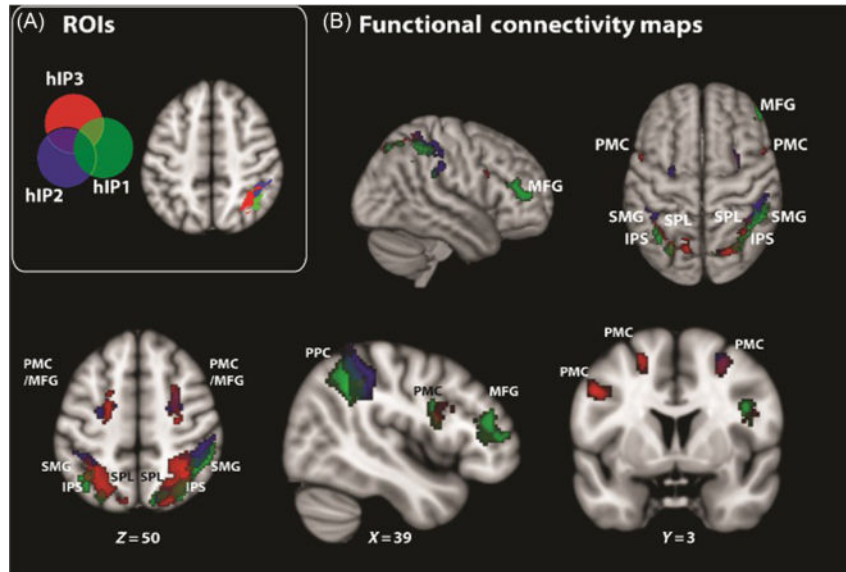 (A) ROIs
hIP3
hIP2
hIP1
(B) Functional connectivity maps
MFG
MFG
PMC
PMC
SMG
SPL
SPL
SMG
IPS
IPS
PMC
/MFG
PMC
/MFG
SMG
SPL
SPL
SMG
IPS
IPS
Z = 50
PPC
PMC
MFG
X = 39
PMC
PMC
PMC
Y = 3